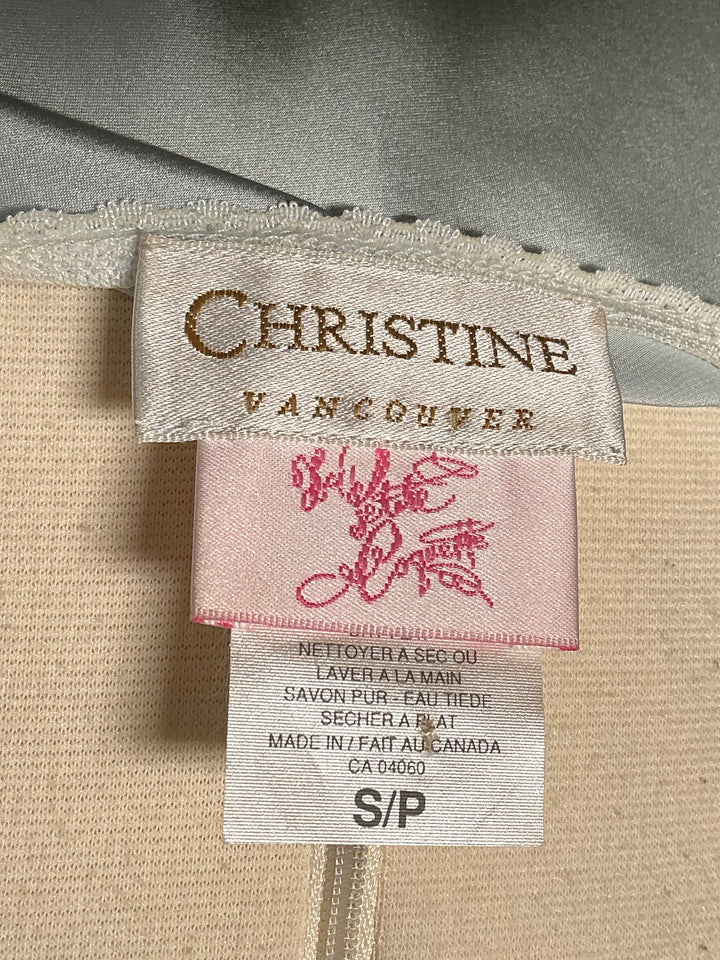 CHRISTINE
VANCOUVER
NETTOYER A SEC OU
LAVER A LA MAIN
SAVON PUR - EAU TIEDE
SECHER A PLAT
MADE IN / FAIT AU CANADA
CA 04060
S/P